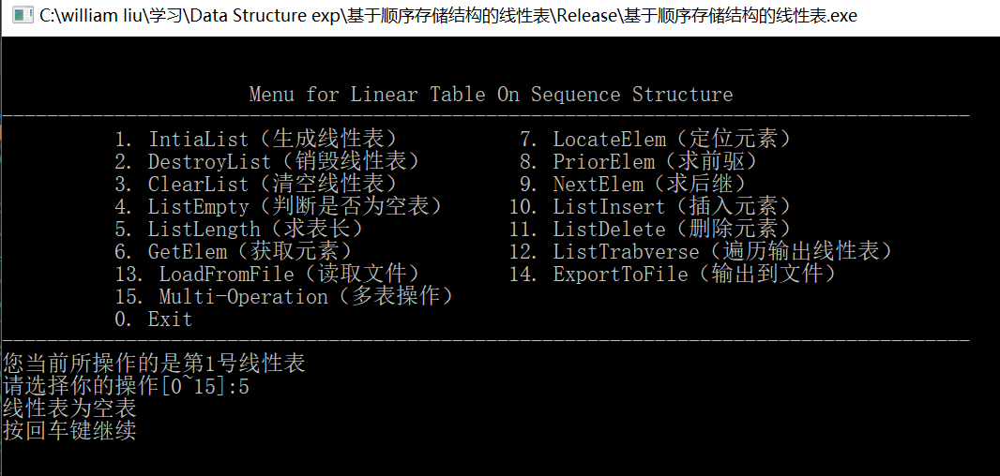 C:\william liu\学习\Data Structure exp\基于顺序存储结构的线性表\Release\基于顺序存储结构的线性表.exe
Menu for Linear Table On Sequence Structure
-------------------------------------------------------------------------------
1. IntiaList（生成线性表） 7. LocateElem（定位元素）
2. DestroyList（销毁线性表） 8. PriorElem（求前驱）
3. ClearList（清空线性表） 9. NextElem（求后继）
4. ListEmpty（判断是否为空表） 10. ListInsert（插入元素）
5. ListLength（求表长） 11. ListDelete（删除元素）
6. GetElem（获取元素） 12. ListTrabverse（遍历输出线性表）
13. LoadFromFile（读取文件） 14. ExportToFile（输出到文件）
15. Multi-Operation（多表操作）
0. Exit
-------------------------------------------------------------------------------
您当前所操作的是第1号线性表
请选择你的操作[0~15]:5
线性表为空表
按回车键继续